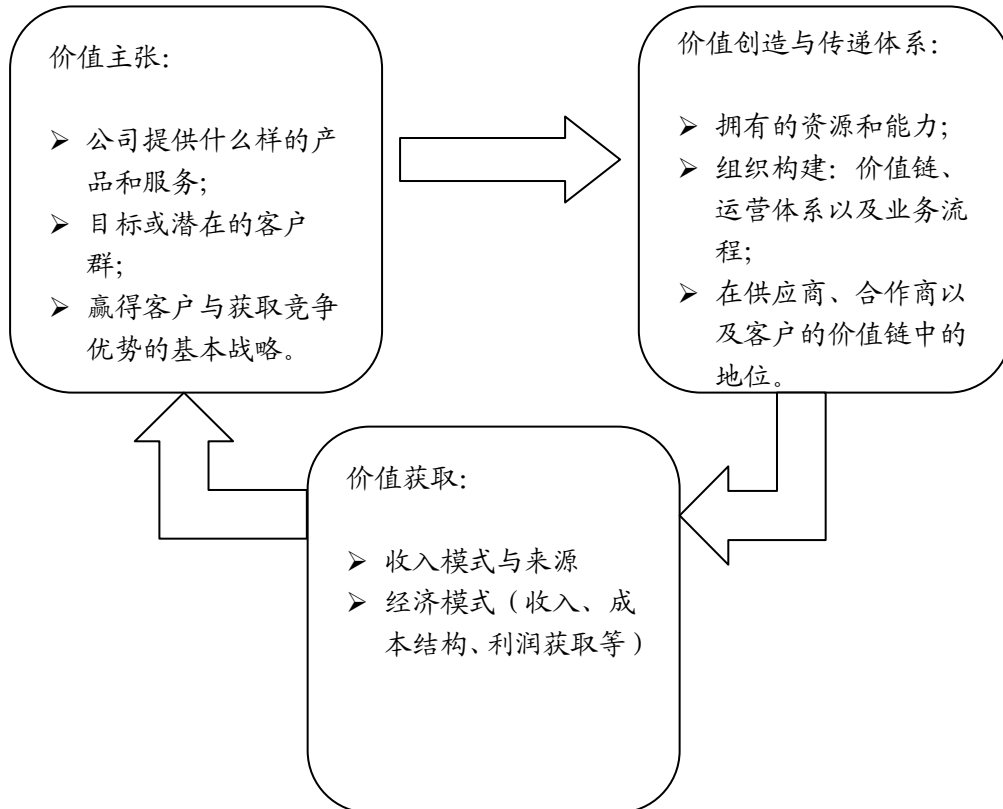 价值主张：
➢ 公司提供什么样的产
品和服务；
➢ 目标或潜在的客户
群；
➢ 赢得客户与获取竞争
优势的基本战略。
价值创造与传递体系：
➢ 拥有的资源和能力；
➢ 组织构建：价值链、
运营体系以及业务流
程；
➢ 在供应商、合作商以
及客户的价值链中的
地位。
价值获取：
➢ 收入模式与来源
➢ 经济模式（收入、成
本结构、利润获取等）